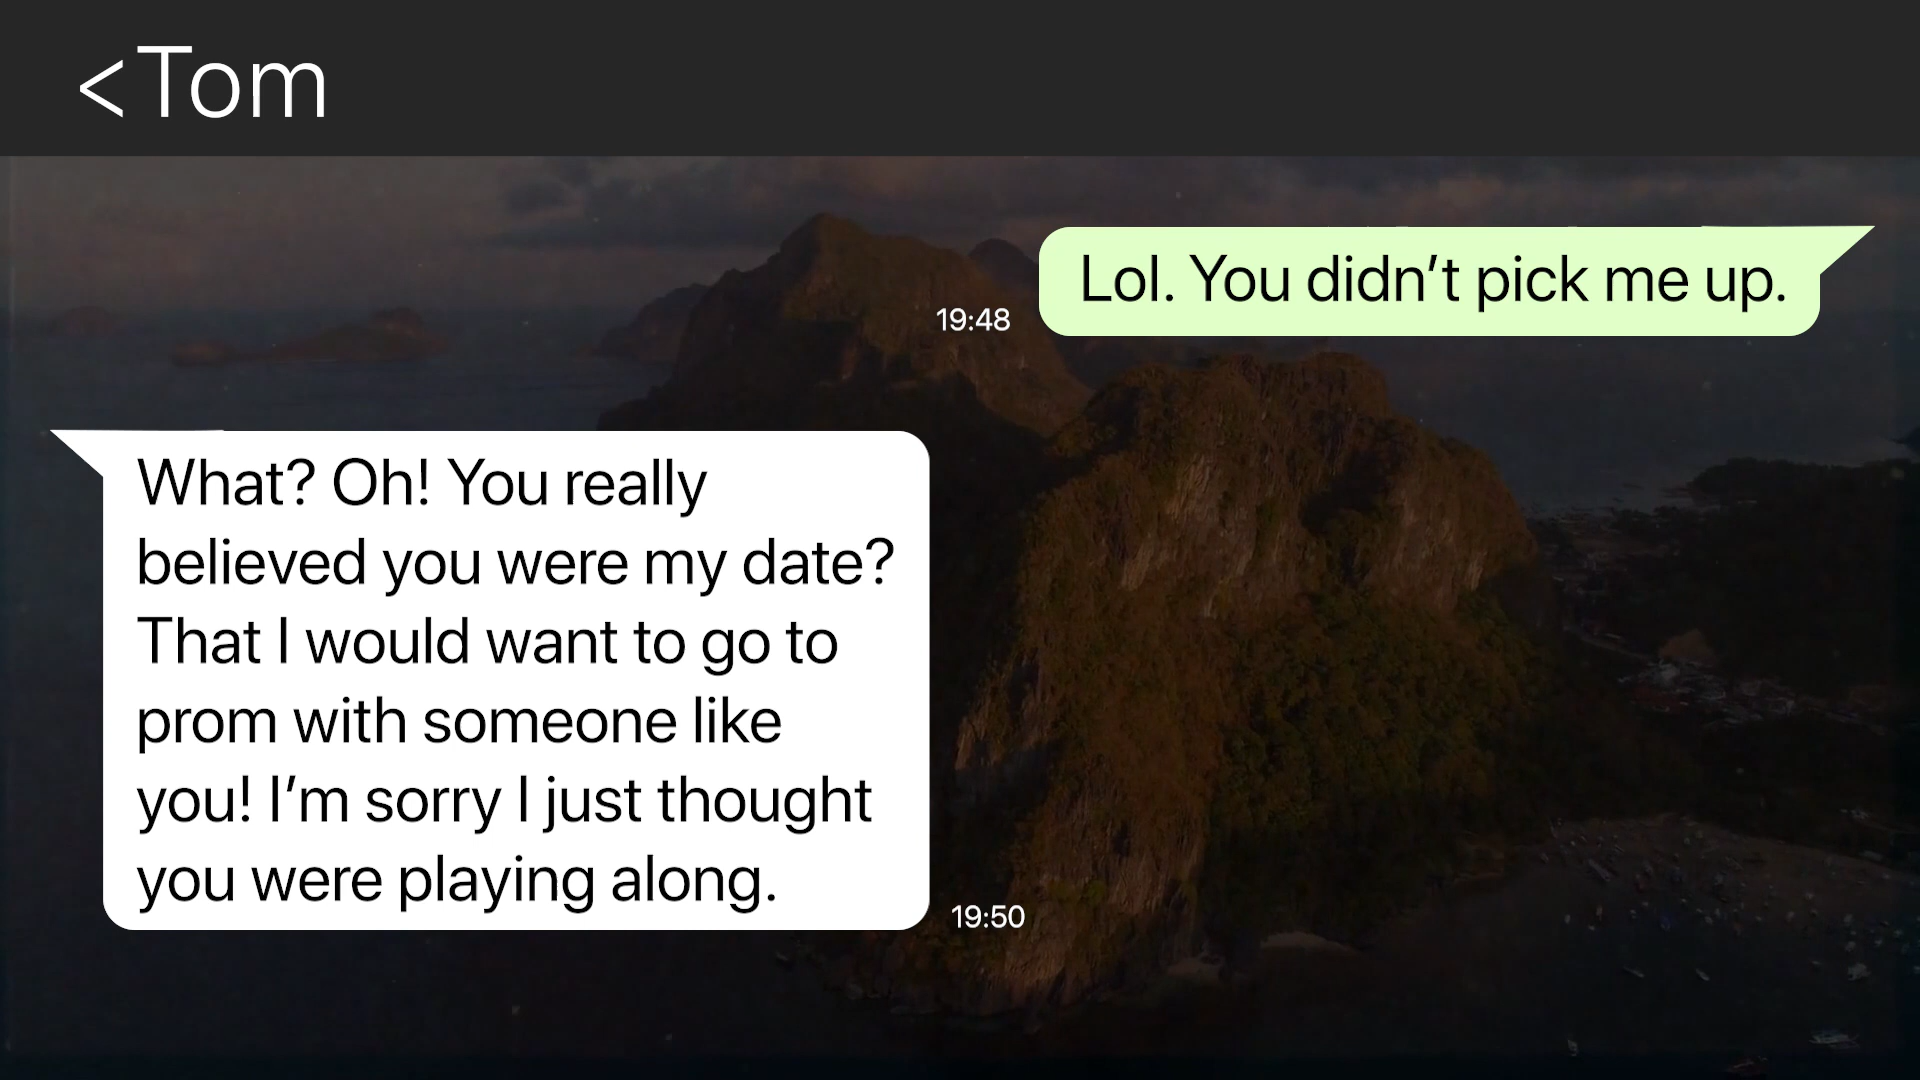 <Tom
Lol. You didn’t pick me up.
19:48
What? Oh! You really
believed you were my date?
That I would want to go to
prom with someone like
you! I’m sorry I just thought
you were playing along.
19:50